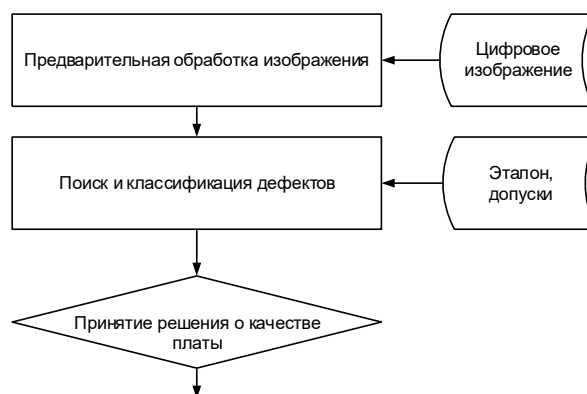 Предварительная обработка изображения
Цифровое
изображение
Поиск и классификация дефектов
Эталон,
допуски
Принятие решения о качестве
платы